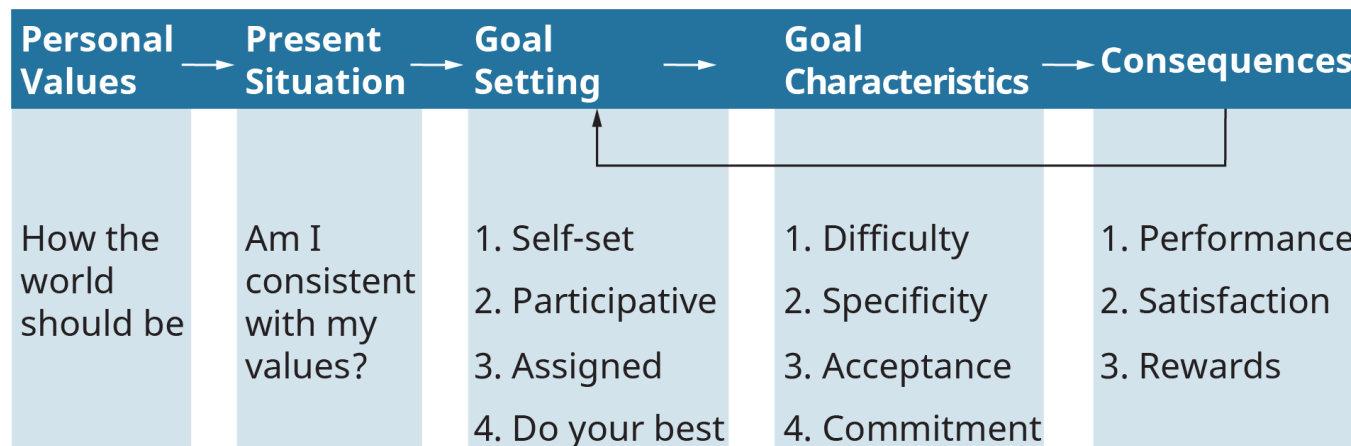 Personal
Values
Present
Situation
Goal
Setting
Goal
Characteristics
Consequences
How the
world
should be
Am I
consistent
with my
values?
1. Self-set
2. Participative
3. Assigned
4. Do your best
1. Difficulty
2. Specificity
3. Acceptance
4. Commitment
1. Performance
2. Satisfaction
3. Rewards